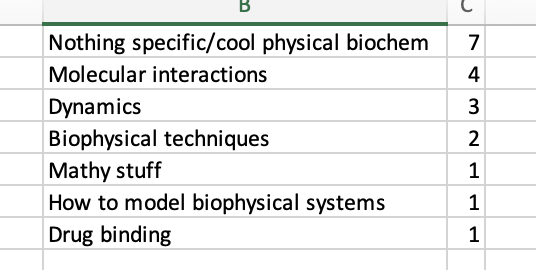 B C
Nothing specific/cool physical biochem 7
Molecular interactions 4
Dynamics 3
Biophysical techniques 2
Mathy stuff 1
How to model biophysical systems 1
Drug binding 1